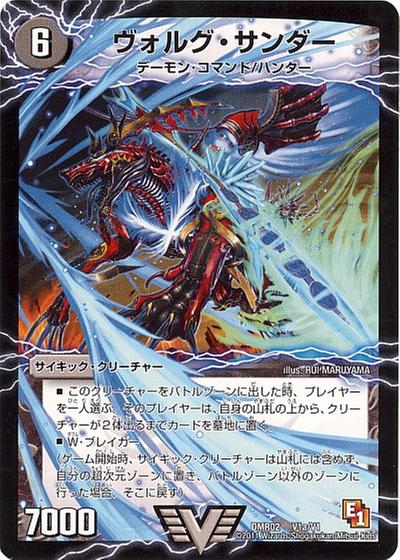 6
ヴォルグ・サンダー
デーモン・コマンド/ハンター
サイキック・クリーチャー
illus. RUI MARUYAMA
■ このクリーチャーをバトルゾーンに出した時、プレイヤー
を一人選ぶ。そのプレイヤーは、自身の山札の上から、クリー
チャーが2体出るまでカードを墓地に置く。
■ W・ブレイカー
(ゲーム開始時、サイキック・クリーチャーは山札には含めず、
自分の超次元ゾーンに置き、バトルゾーン以外のゾーンに
行った場合、そこに戻す)
7000
DMR02 V1a/V1
©2011 Wizards/Shogakukan/Mitsui-Kids
E1